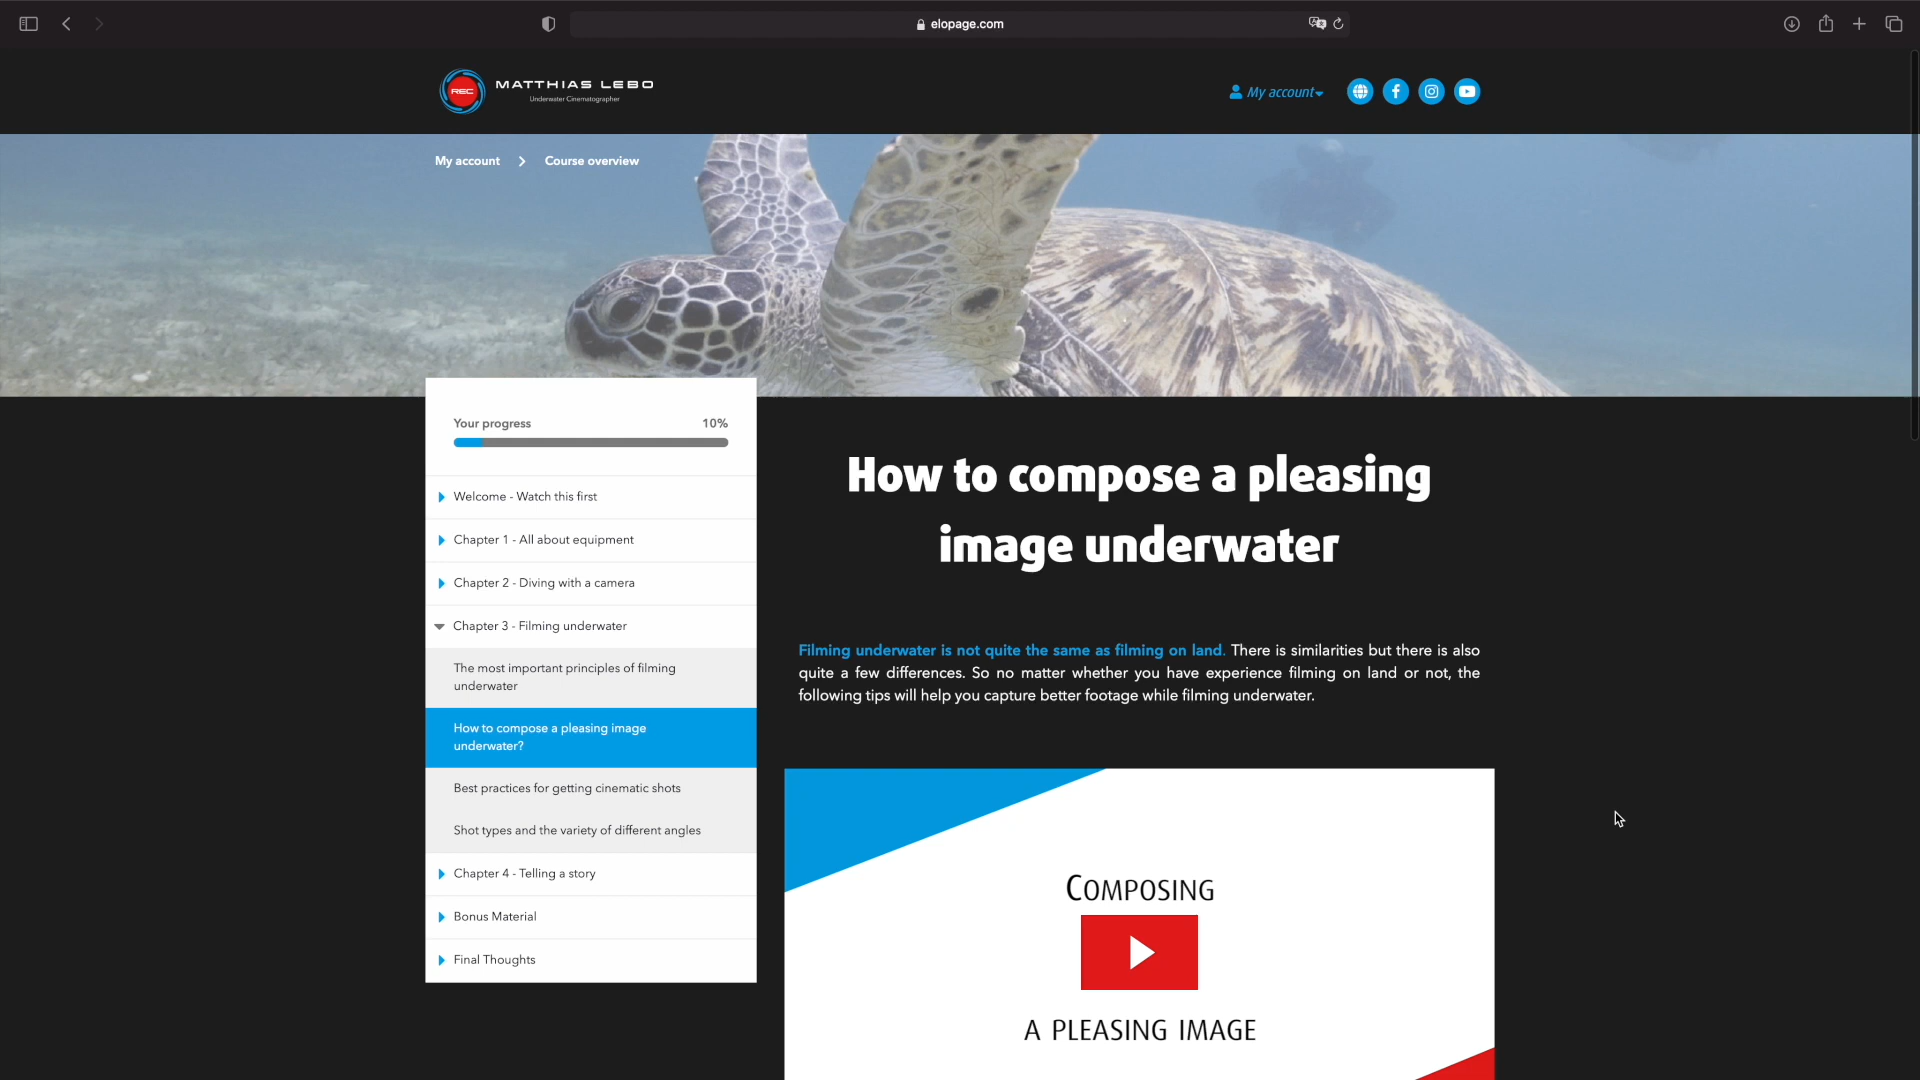 elopage.com
REC
MATTHIAS LEBO
Underwater Cinematographer
My account
My account
Course overview
Your progress 10%
Welcome - Watch this first
Chapter 1 - All about equipment
Chapter 2 - Diving with a camera
Chapter 3 - Filming underwater
The most important principles of filming
underwater
How to compose a pleasing image
underwater?
Best practices for getting cinematic shots
Shot types and the variety of different angles
Chapter 4 - Telling a story
Bonus Material
Final Thoughts
How to compose a pleasing
image underwater
Filming underwater is not quite the same as filming on land. There is similarities but there is also
quite a few differences. So no matter whether you have experience filming on land or not, the
following tips will help you capture better footage while filming underwater.
COMPOSING
A PLEASING IMAGE